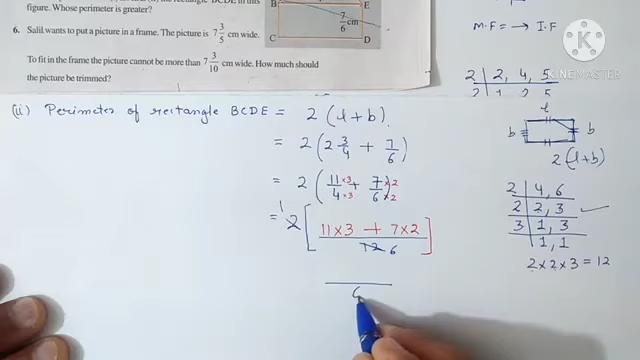 figure. Whose perimeter is greater?
B E
7/6 cm
C D
6. Salil wants to put a picture in a frame. The picture is 7 3/5 cm wide.
To fit in the frame the picture cannot be more than 7 3/10 cm wide. How much should
the picture be trimmed?
M.F = → I.F
KINEMASTER
2 | 2, 4, 5
2 | 1 2 5
l
b b
2(l+b)
(ii) Perimeter of rectangle BCDE = 2 (l+b).
= 2 (2 3/4 + 7/6)
= 2 (11/4 ×3/×3 + 7/6 ×2/×2)
= 1 2 [11×3 + 7×2 / 12 6]
6
2 | 4, 6
2 | 2, 3
3 | 1, 3
1, 1
2×2×3 = 12